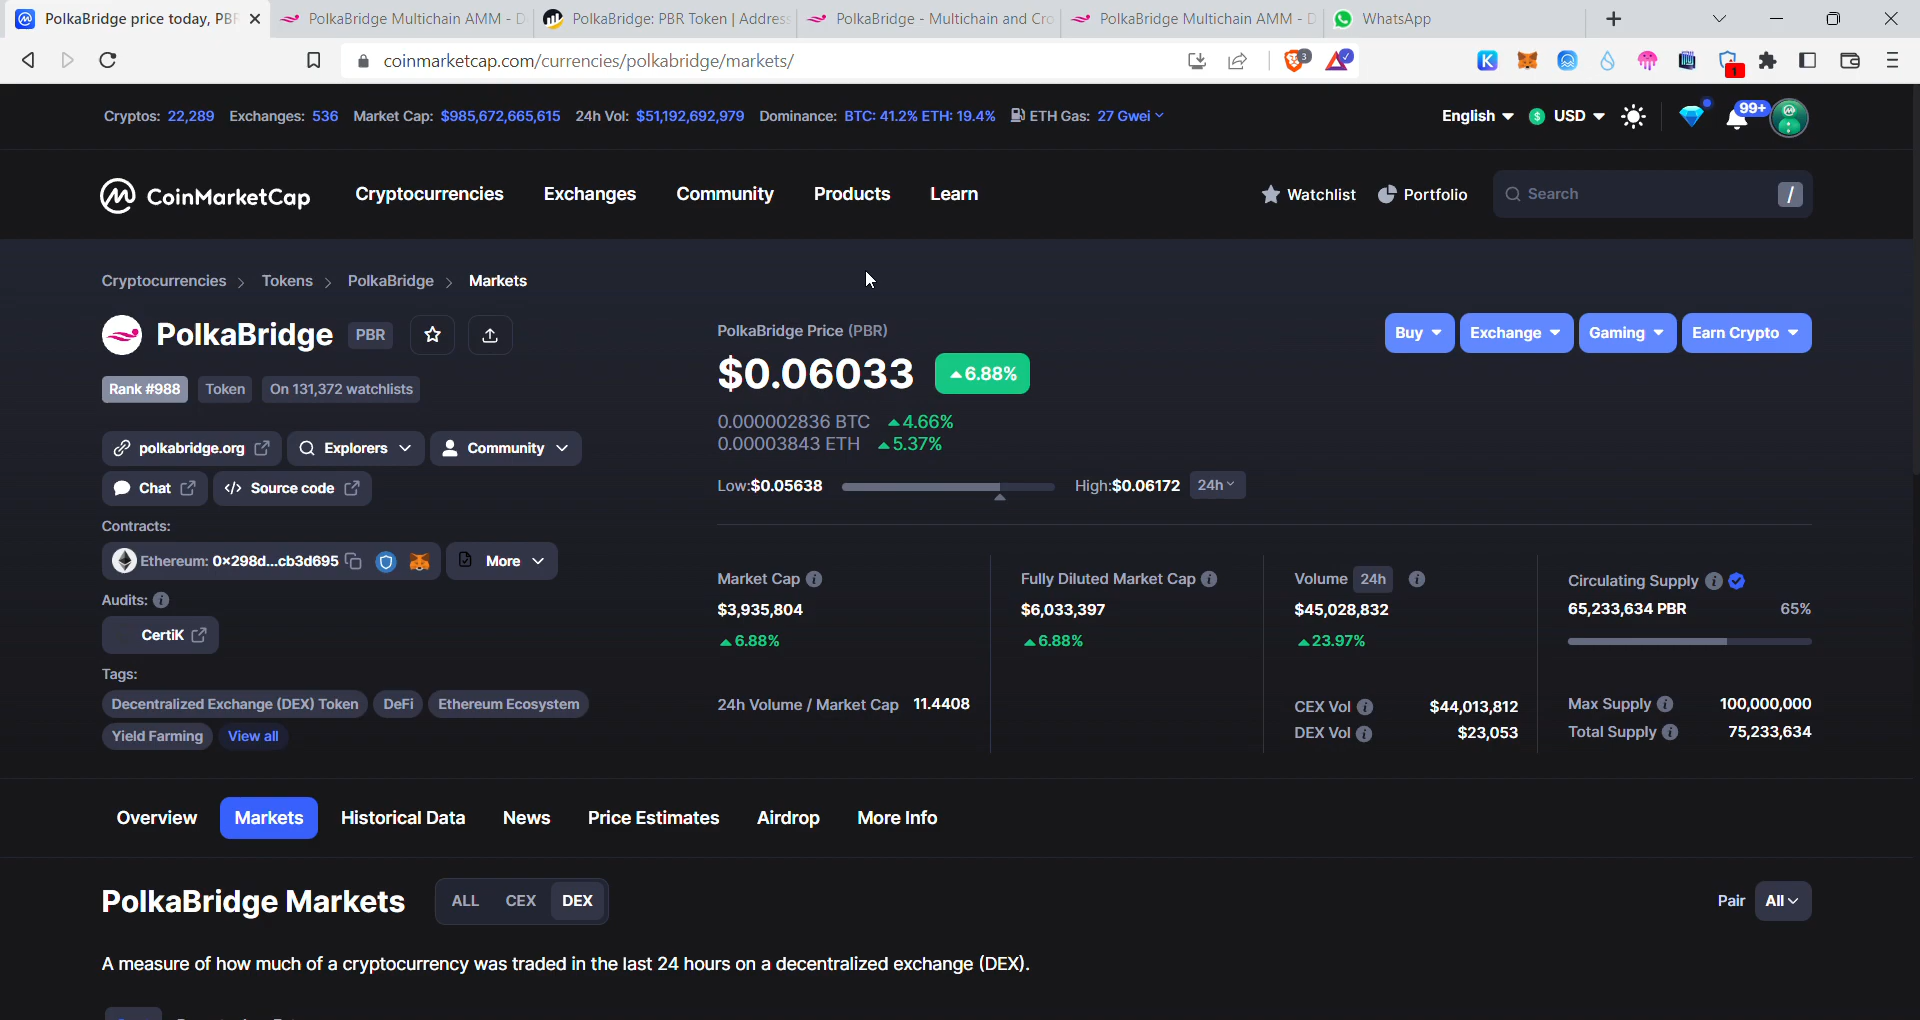 PolkaBridge price today, PB
PolkaBridge Multichain AMM - D
PolkaBridge: PBR Token | Address
PolkaBridge - Multichain and Cro
PolkaBridge Multichain AMM - D
WhatsApp
coinmarketcap.com/currencies/polkabridge/markets/
3
1
Cryptos: 22,289 Exchanges: 536 Market Cap: $985,672,665,615 24h Vol: $51,192,692,979 Dominance: BTC: 41.2% ETH: 19.4% ETH Gas: 27 Gwei
English USD 99+
CoinMarketCap Cryptocurrencies Exchanges Community Products Learn
Watchlist Portfolio Search /
Cryptocurrencies > Tokens > PolkaBridge > Markets
PolkaBridge PBR
Rank #988 Token On 131,372 watchlists
polkabridge.org Explorers Community
Chat </> Source code
Contracts:
Ethereum: 0x298d...cb3d695 More
Audits:
CertiK
Tags:
Decentralized Exchange (DEX) Token DeFi Ethereum Ecosystem
Yield Farming View all
PolkaBridge Price (PBR)
$0.06033 6.88%
0.000002836 BTC 4.66%
0.00003843 ETH 5.37%
Low:$0.05638 High:$0.06172 24h
Buy Exchange Gaming Earn Crypto
Market Cap
$3,935,804
6.88%
24h Volume / Market Cap 11.4408
Fully Diluted Market Cap
$6,033,397
6.88%
Volume 24h
$45,028,832
23.97%
CEX Vol $44,013,812
DEX Vol $23,053
Circulating Supply
65,233,634 PBR 65%
Max Supply 100,000,000
Total Supply 75,233,634
Overview Markets Historical Data News Price Estimates Airdrop More Info
PolkaBridge Markets ALL CEX DEX
Pair All
A measure of how much of a cryptocurrency was traded in the last 24 hours on a decentralized exchange (DEX).